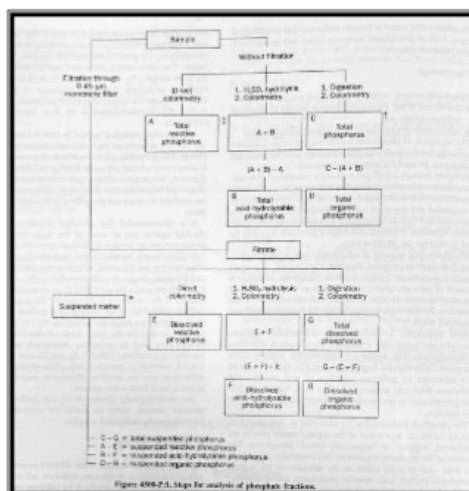 Sample
Without filtration
Filtration through
0.45-μm
membrane filter
Direct
colorimetry
1. H₂SO₄ hydrolysis
2. Colorimetry
1. Digestion
2. Colorimetry
A
Total
reactive
phosphorus
‡
A + B
C
Total
phosphorus
†
(A + B) – A
C – (A + B)
B
Total
acid-hydrolyzable
phosphorus
D
Total
organic
phosphorus
Filtrate
Suspended matter
*
Direct
colorimetry
1. H₂SO₄ hydrolysis
2. Colorimetry
1. Digestion
2. Colorimetry
E
Dissolved
reactive
phosphorus
E + F
G
Total
dissolved
phosphorus
(E + F) – E
G – (E + F)
F
Dissolved
acid-hydrolyzable
phosphorus
H
Dissolved
organic
phosphorus
C – G = total suspended phosphorus
A – E = suspended reactive phosphorus
B – F = suspended acid-hydrolyzable phosphorus
D – H = suspended organic phosphorus
Figure 4500-P:1. Steps for analysis of phosphate fractions.